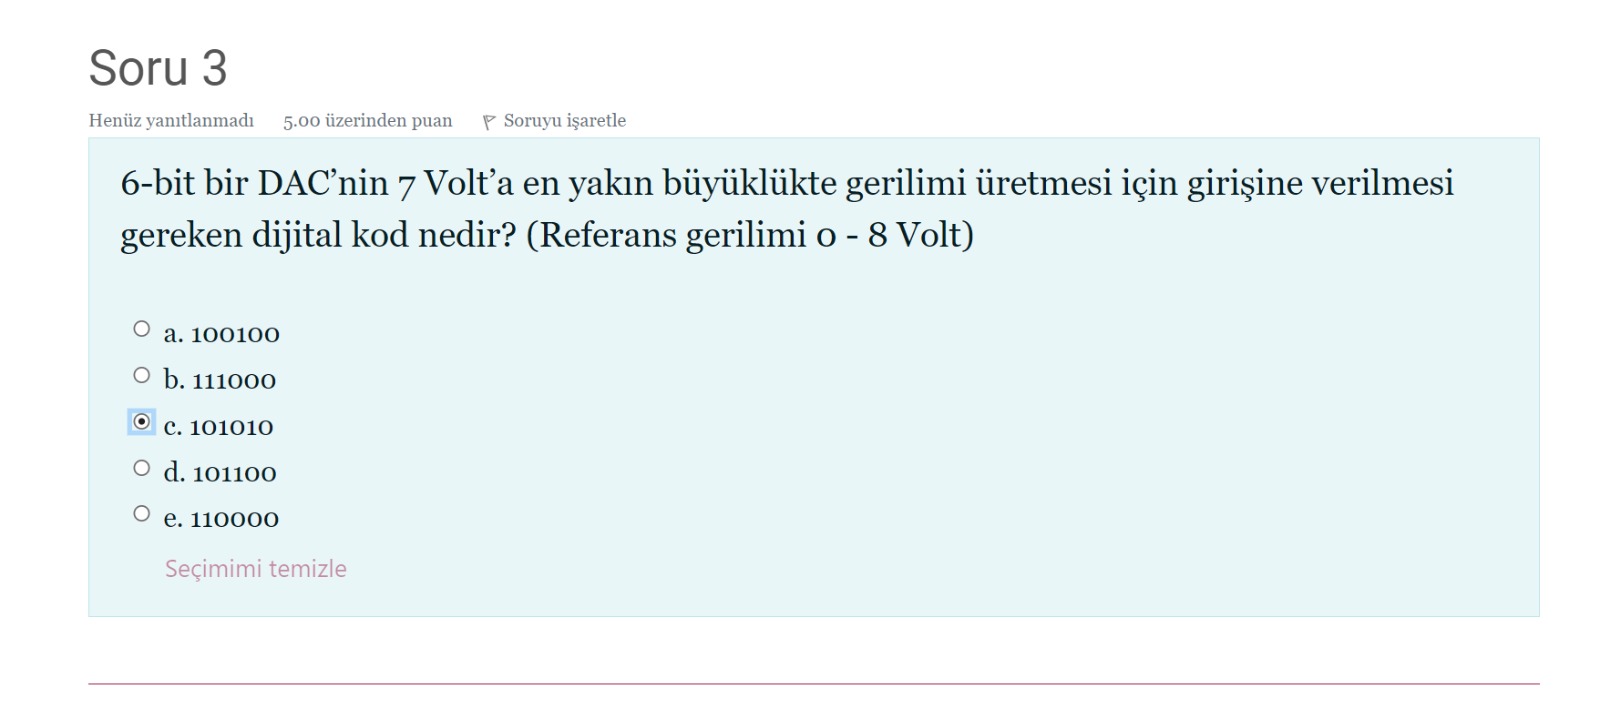 Soru 3
Henüz yanıtlanmadı 5.00 üzerinden puan Soruyu işaretle
6-bit bir DAC’nin 7 Volt’a en yakın büyüklükte gerilimi üretmesi için girişine verilmesi
gereken dijital kod nedir? (Referans gerilimi 0 - 8 Volt)
a. 100100
b. 111000
c. 101010
d. 101100
e. 110000
Seçimimi temizle